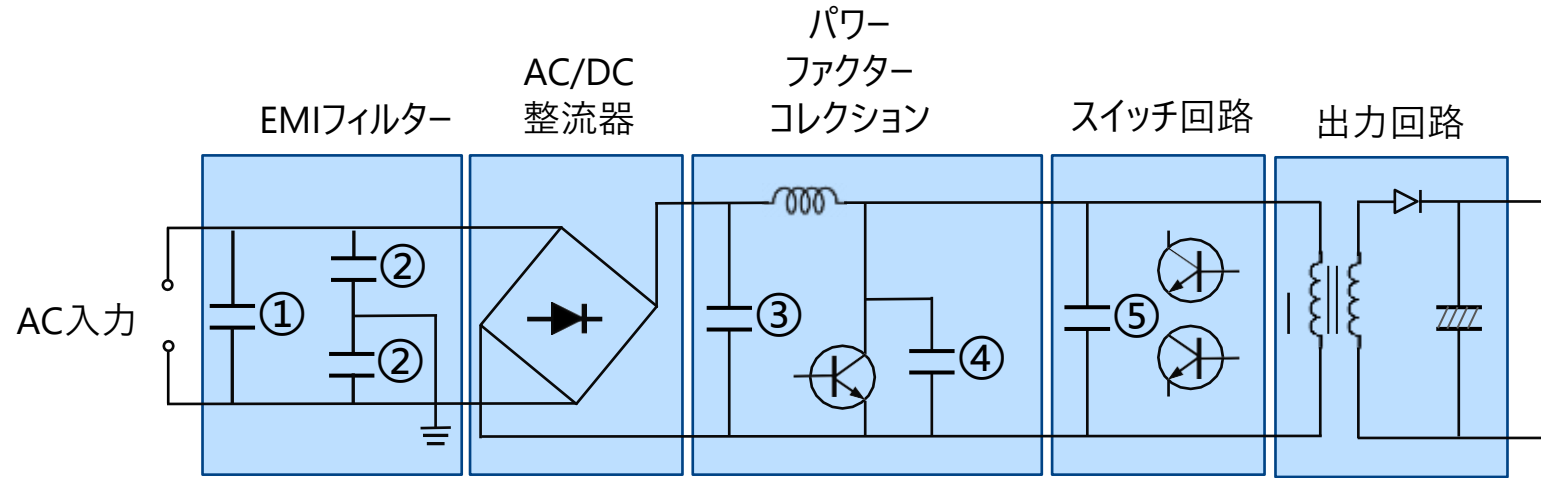 EMIフィルター
AC/DC
整流器
パワー
ファクター
コレクション
スイッチ回路
出力回路
AC入力
①
②
②
③
④
⑤